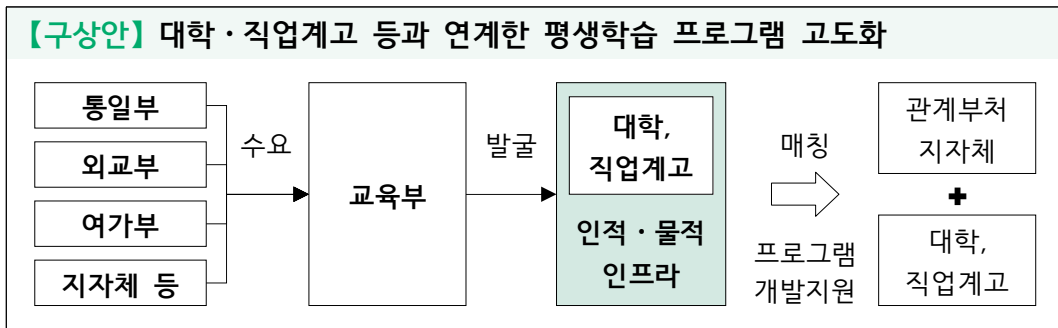 【구상안】 대학・직업계고 등과 연계한 평생학습 프로그램 고도화
통일부
외교부
여가부
지자체 등
수요
교육부
발굴
대학,
직업계고
인적・물적
인프라
매칭
프로그램
개발지원
관계부처
지자체
+
대학,
직업계고